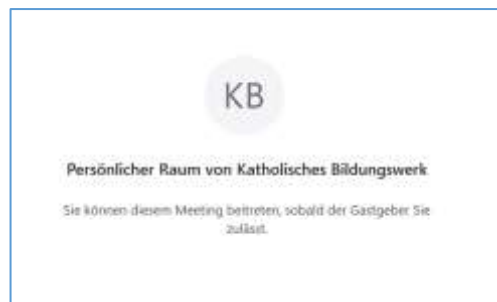 KB
Persönlicher Raum von Katholisches Bildungswerk
Sie können diesem Meeting beitreten, sobald der Gastgeber Sie
zulässt.